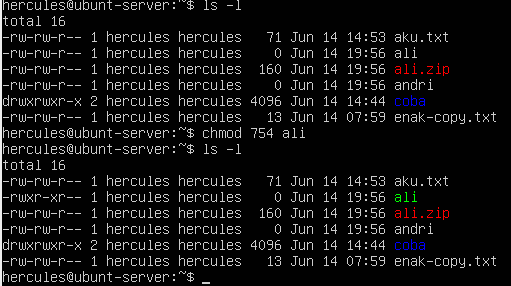 hercules@ubunt-server:~$ ls -l
total 16
-rw-rw-r-- 1 hercules hercules   71 Jun 14 14:53 aku.txt
-rw-rw-r-- 1 hercules hercules    0 Jun 14 19:56 ali
-rw-rw-r-- 1 hercules hercules  160 Jun 14 19:56 ali.zip
-rw-rw-r-- 1 hercules hercules    0 Jun 14 19:56 andri
drwxrwxr-x 2 hercules hercules 4096 Jun 14 14:44 coba
-rw-rw-r-- 1 hercules hercules   13 Jun 14 07:59 enak-copy.txt
hercules@ubunt-server:~$ chmod 754 ali
hercules@ubunt-server:~$ ls -l
total 16
-rw-rw-r-- 1 hercules hercules   71 Jun 14 14:53 aku.txt
-rwxr-xr-- 1 hercules hercules    0 Jun 14 19:56 ali
-rw-rw-r-- 1 hercules hercules  160 Jun 14 19:56 ali.zip
-rw-rw-r-- 1 hercules hercules    0 Jun 14 19:56 andri
drwxrwxr-x 2 hercules hercules 4096 Jun 14 14:44 coba
-rw-rw-r-- 1 hercules hercules   13 Jun 14 07:59 enak-copy.txt
hercules@ubunt-server:~$ _